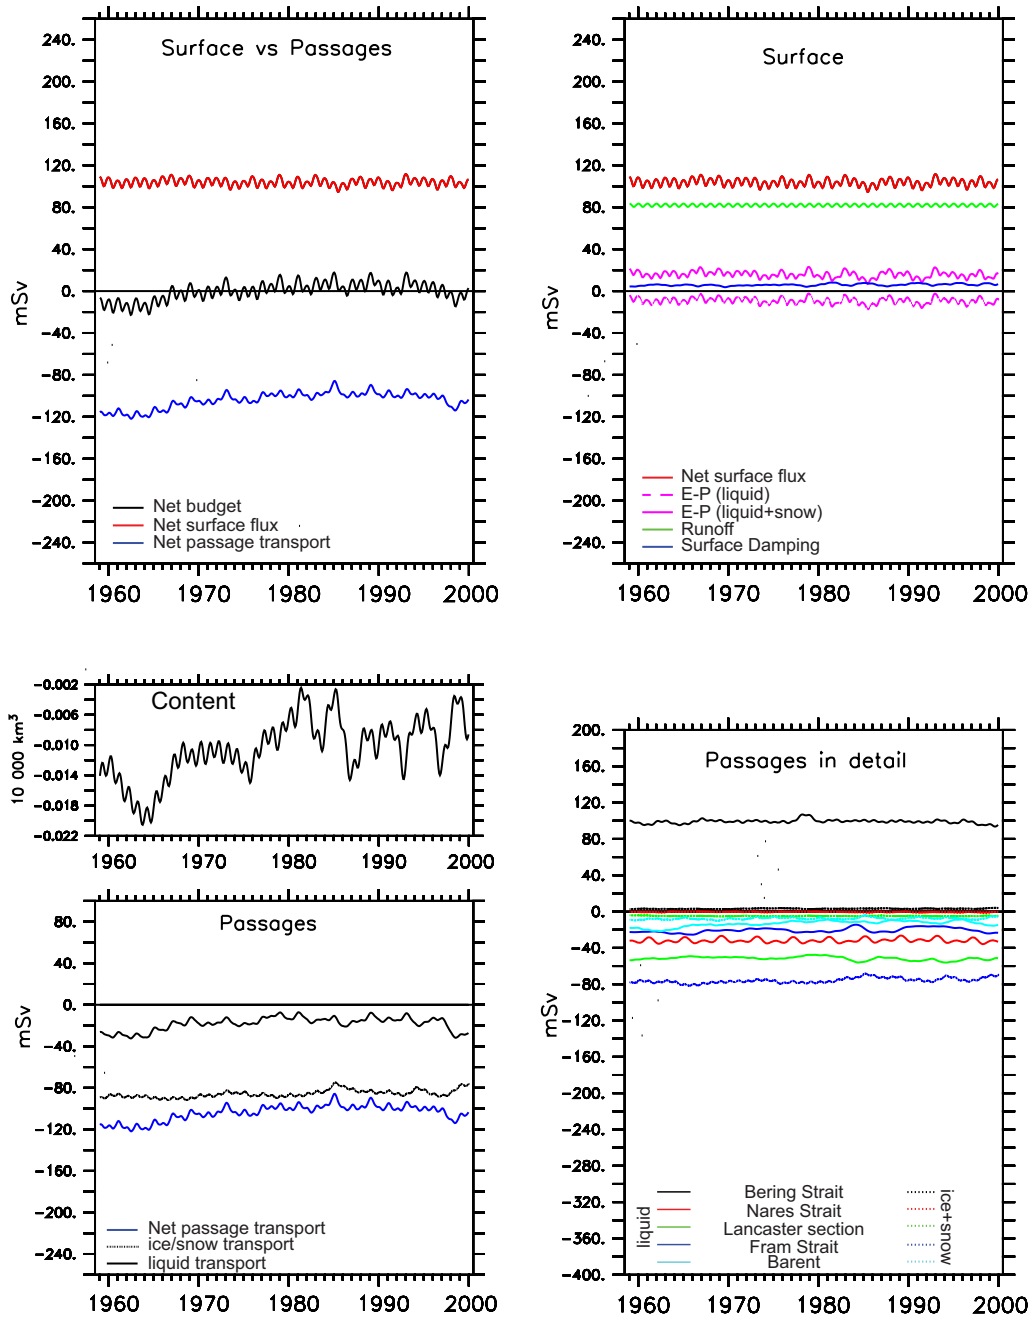 Surface vs Passages
240.
200.
160.
120.
80.
40.
0.
-40.
-80.
-120.
-160.
-200.
-240.
mSv
Net budget
Net surface flux
Net passage transport
1960 1970 1980 1990 2000
Surface
240.
200.
160.
120.
80.
40.
0.
-40.
-80.
-120.
-160.
-200.
-240.
mSv
Net surface flux
E-P (liquid)
E-P (liquid+snow)
Runoff
Surface Damping
1960 1970 1980 1990 2000
Content
-0.002
-0.006
-0.010
-0.014
-0.018
-0.022
10 000 km³
1960 1970 1980 1990 2000
Passages
80.
40.
0.
-40.
-80.
-120.
-160.
-200.
-240.
mSv
Net passage transport
ice/snow transport
liquid transport
1960 1970 1980 1990 2000
Passages in detail
200.
160.
120.
80.
40.
0.
-40.
-80.
-120.
-160.
-200.
-240.
-280.
-320.
-360.
-400.
mSv
liquid
Bering Strait
Nares Strait
Lancaster section
Fram Strait
Barent
ice+snow
1960 1970 1980 1990 2000